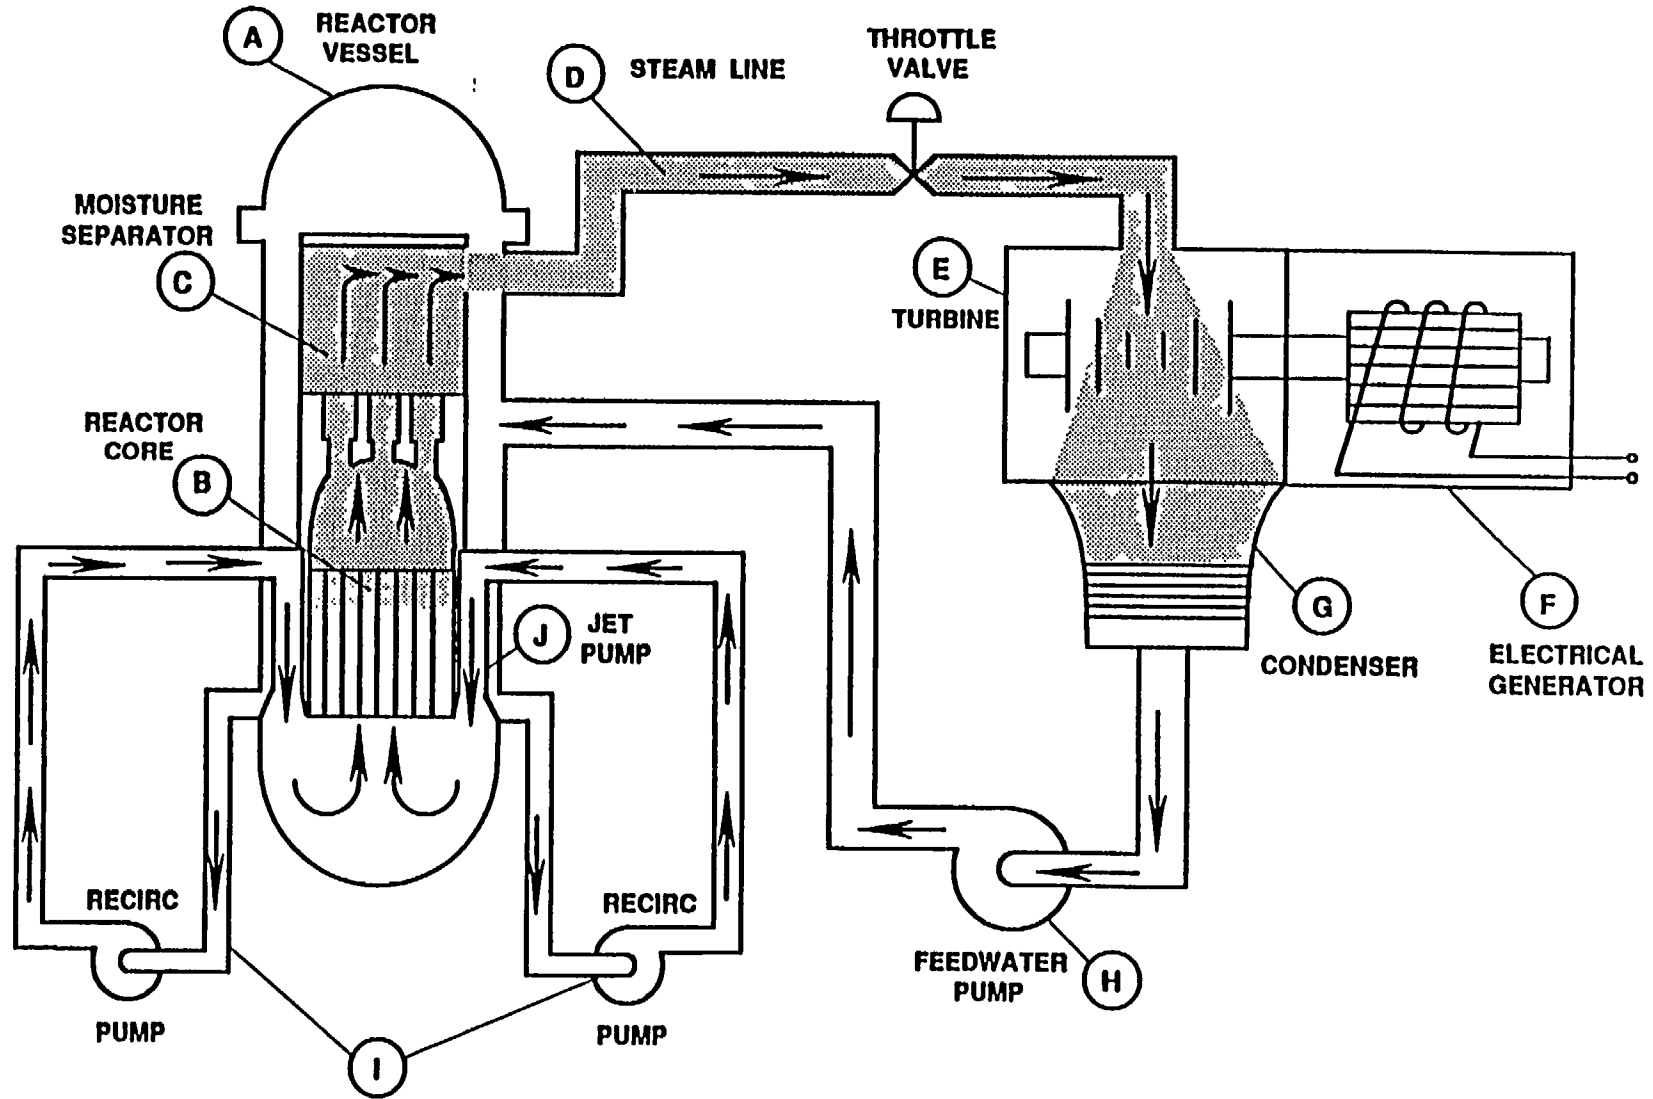 A
REACTOR
VESSEL
D
STEAM LINE
THROTTLE
VALVE
MOISTURE
SEPARATOR
C
E
TURBINE
REACTOR
CORE
B
J
JET
PUMP
G
CONDENSER
F
ELECTRICAL
GENERATOR
RECIRC
PUMP
RECIRC
PUMP
I
FEEDWATER
PUMP
H